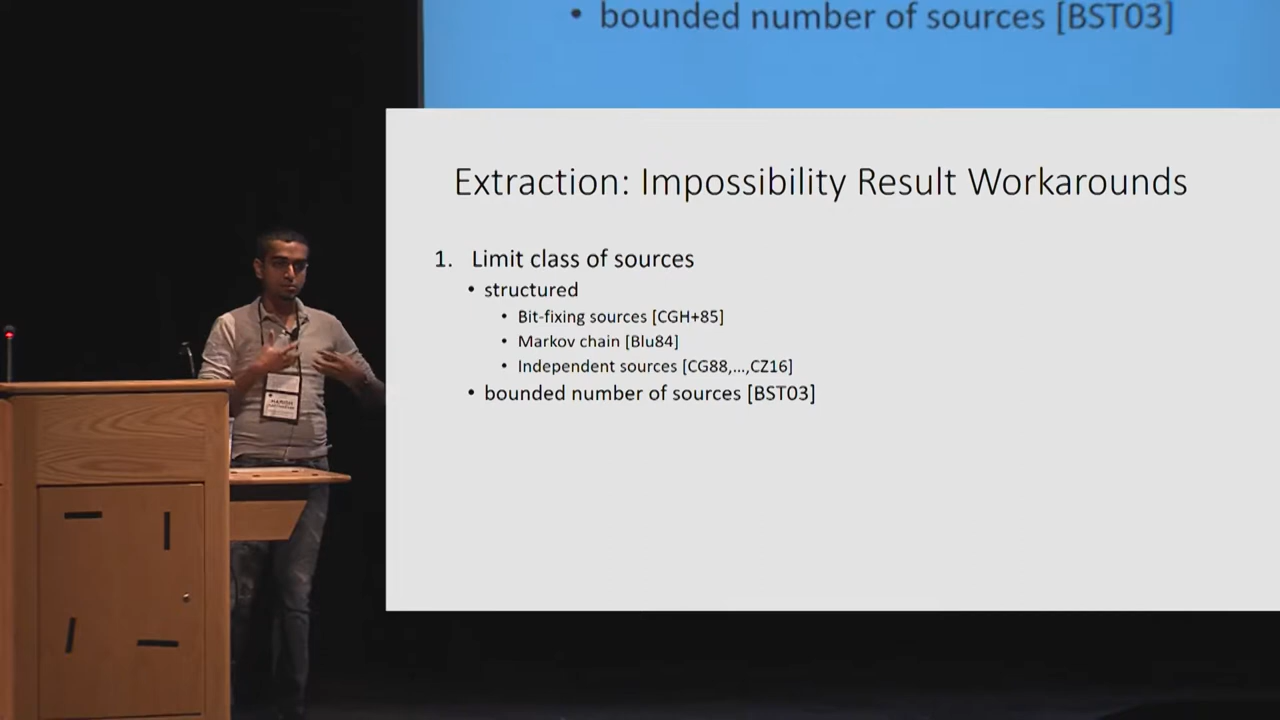 • bounded number of sources [BST03]
Extraction: Impossibility Result Workarounds
1. Limit class of sources
• structured
• Bit-fixing sources [CGH+85]
• Markov chain [Blu84]
• Independent sources [CG88,...,CZ16]
• bounded number of sources [BST03]